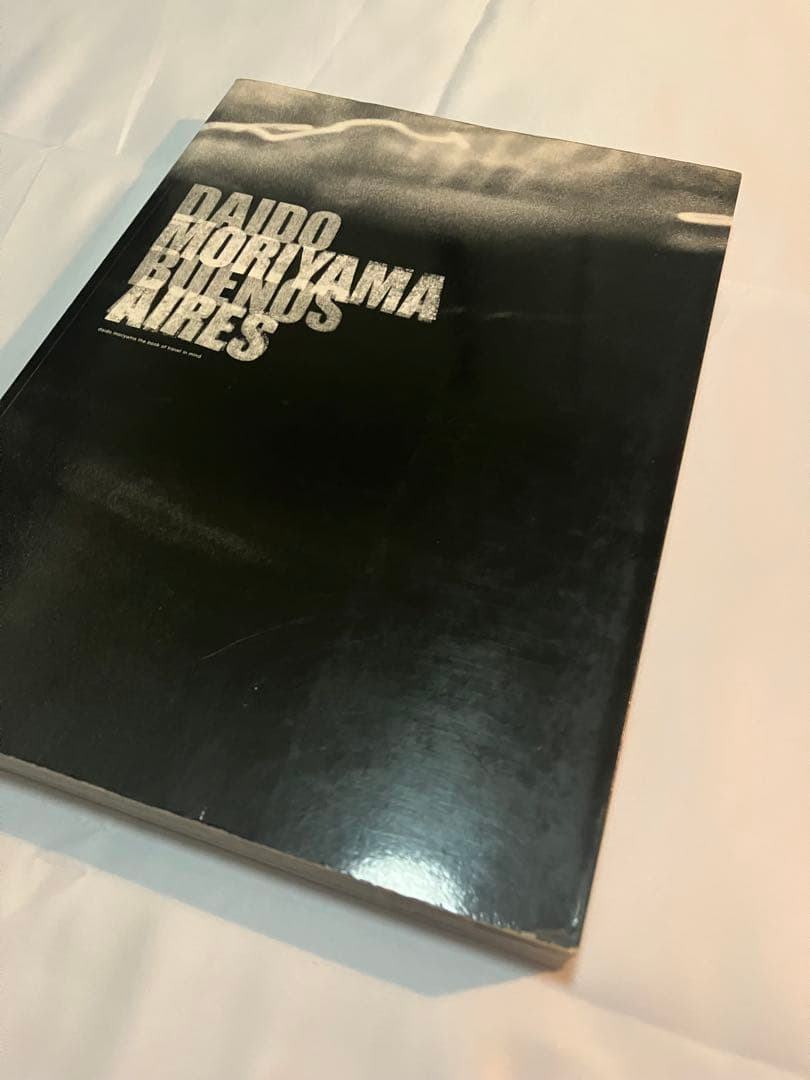 DAIDO
MORIYAMA
BUENOS
AIRES
daido moriyama the book of travel in mind